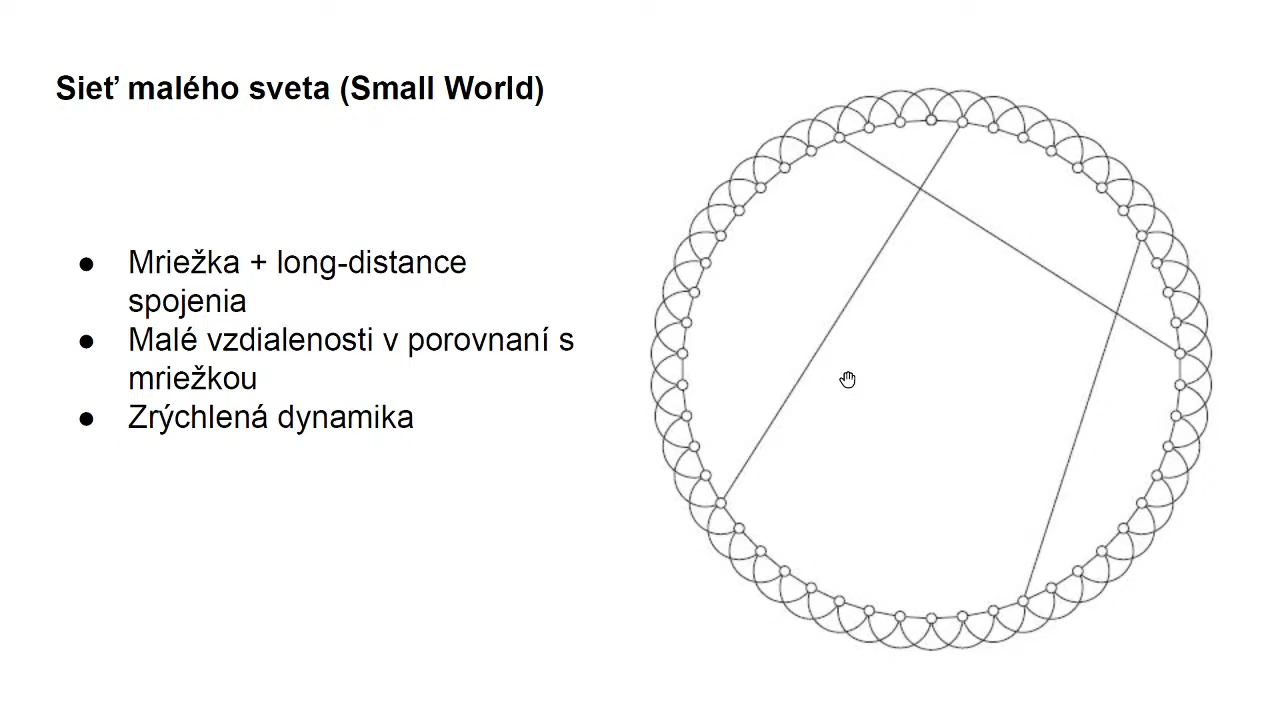 Sieť malého sveta (Small World)
● Mriežka + long-distance
spojenia
● Malé vzdialenosti v porovnaní s
mriežkou
● Zrýchlená dynamika